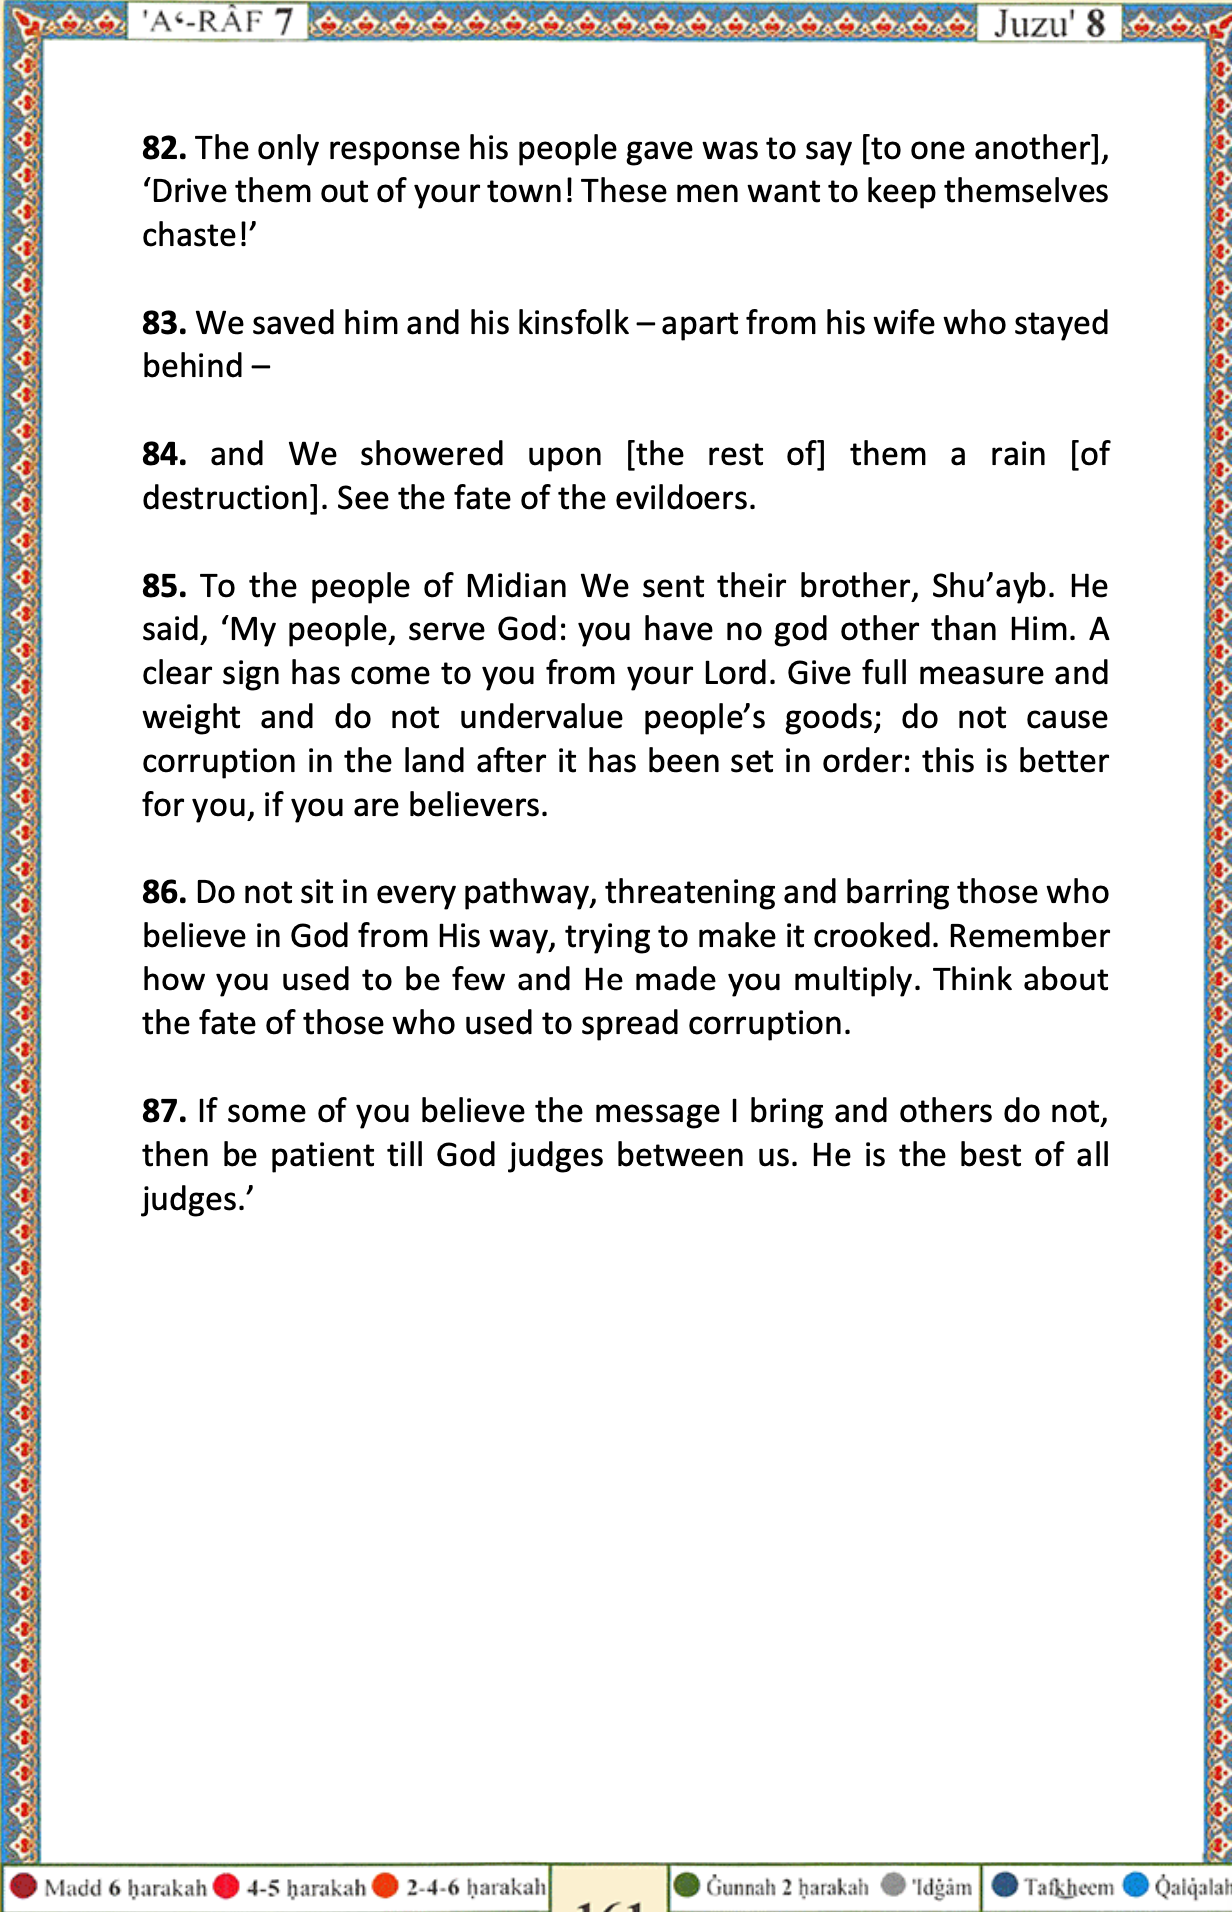 'A‘-RÂF 7
Juzu' 8
82. The only response his people gave was to say [to one another],
‘Drive them out of your town! These men want to keep themselves
chaste!’
83. We saved him and his kinsfolk – apart from his wife who stayed
behind –
84. and We showered upon [the rest of] them a rain [of
destruction]. See the fate of the evildoers.
85. To the people of Midian We sent their brother, Shu’ayb. He
said, ‘My people, serve God: you have no god other than Him. A
clear sign has come to you from your Lord. Give full measure and
weight and do not undervalue people’s goods; do not cause
corruption in the land after it has been set in order: this is better
for you, if you are believers.
86. Do not sit in every pathway, threatening and barring those who
believe in God from His way, trying to make it crooked. Remember
how you used to be few and He made you multiply. Think about
the fate of those who used to spread corruption.
87. If some of you believe the message I bring and others do not,
then be patient till God judges between us. He is the best of all
judges.’
Madd 6 ḥarakah 4-5 ḥarakah 2-4-6 ḥarakah
161
Ġunnah 2 ḥarakah 'Idġâm
Tafkheem Q̇alq̇alah